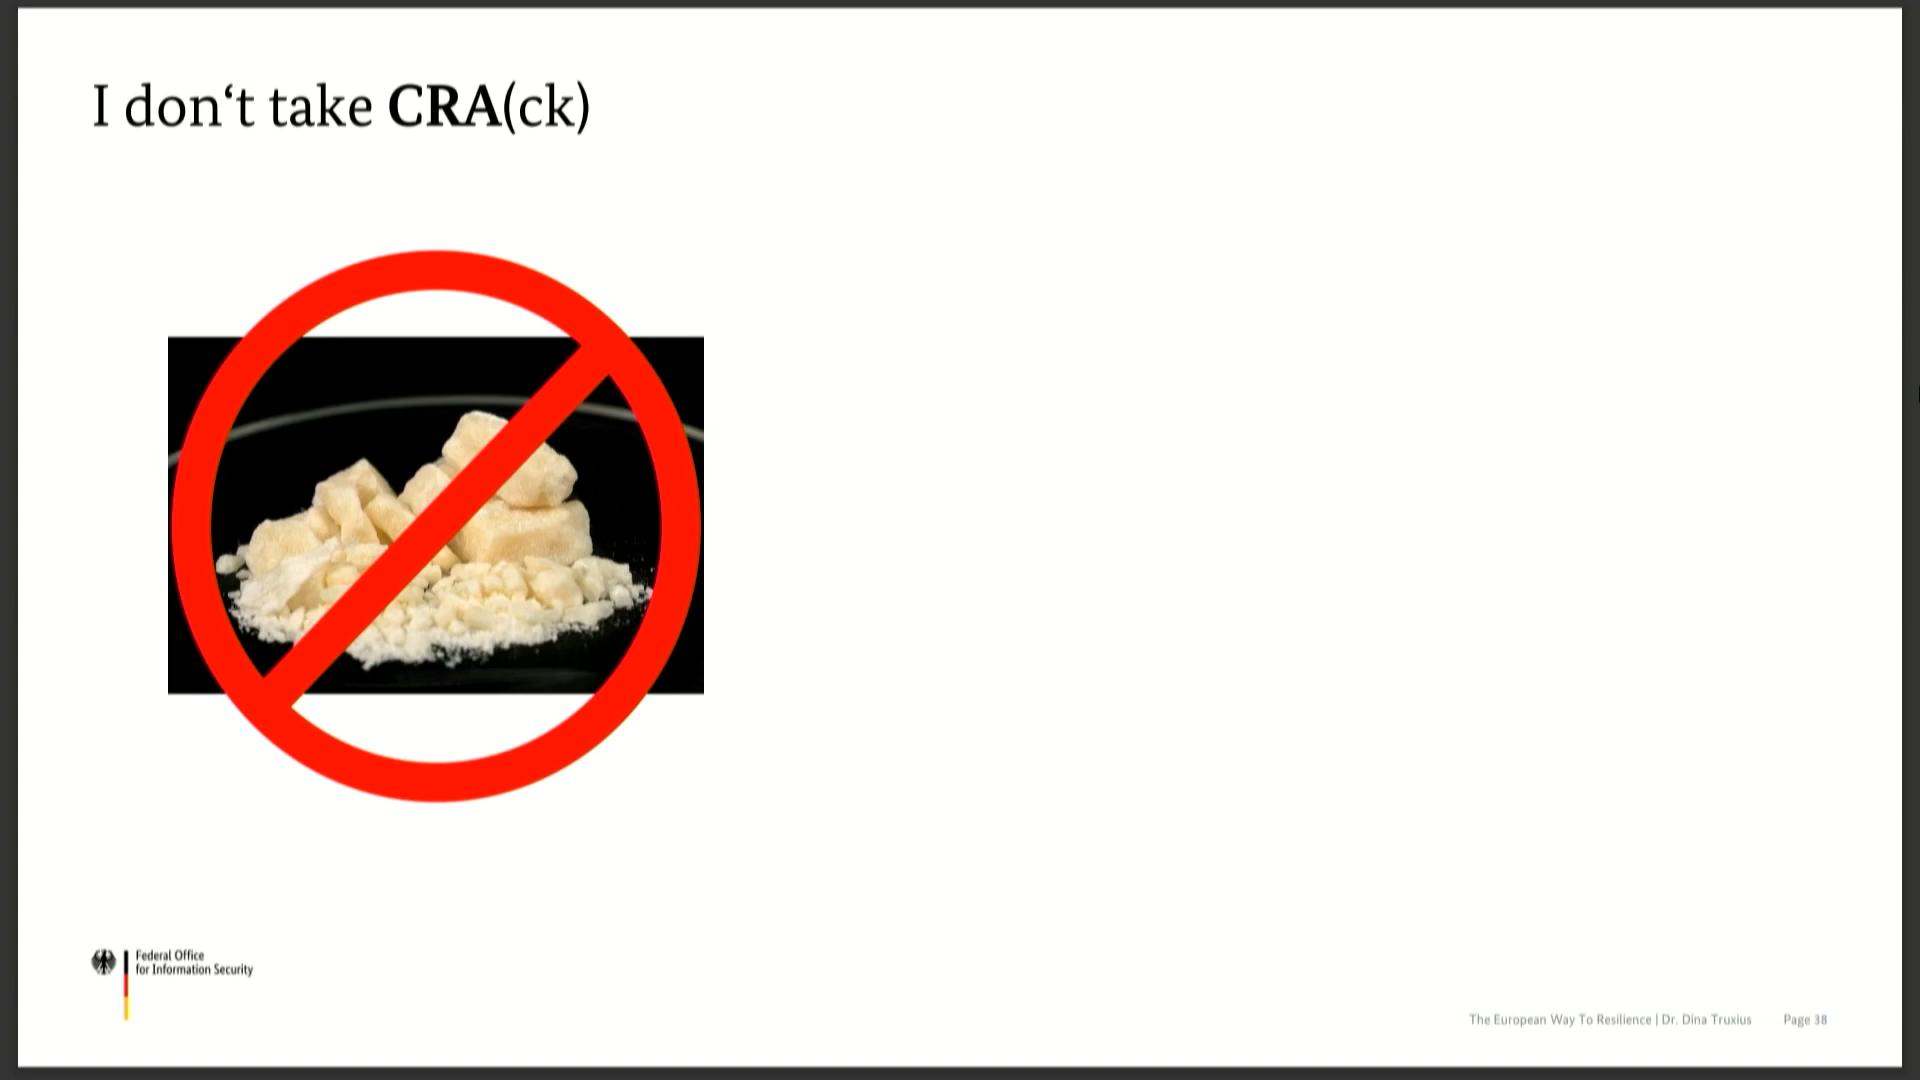 I don‘t take CRA(ck)
Federal Office
for Information Security
The European Way To Resilience | Dr. Dina Truxius Page 38